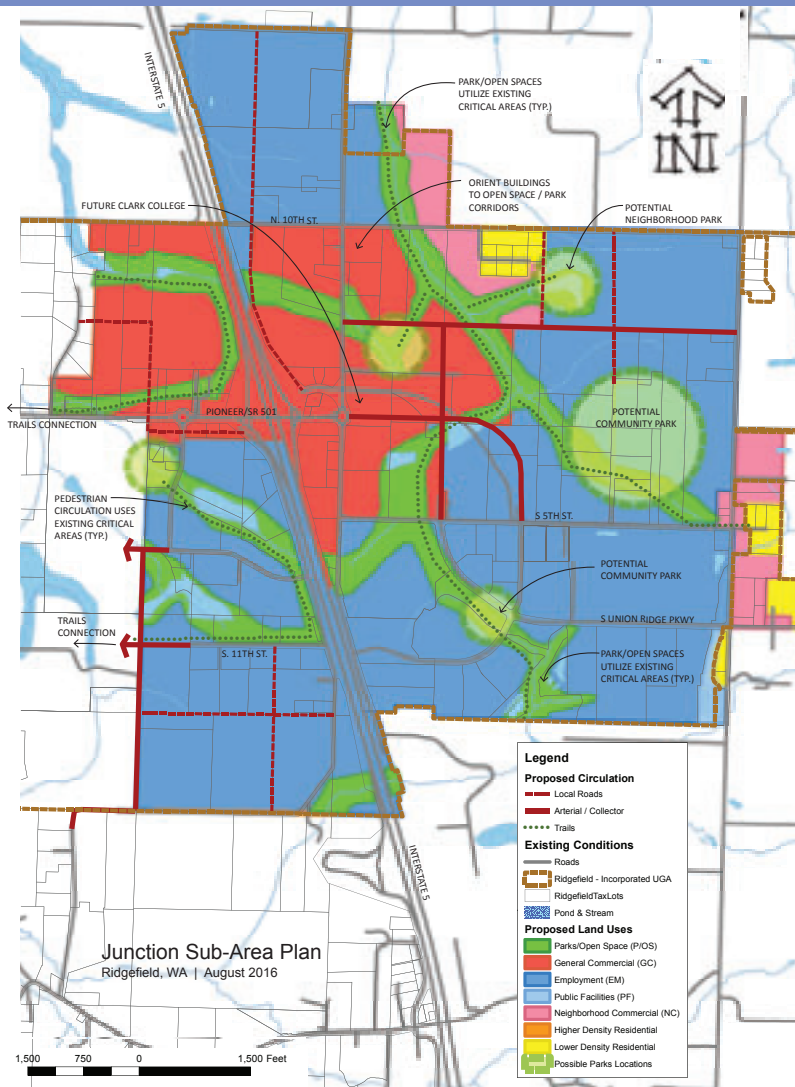 INTERSTATE 5
PARK/OPEN SPACES
UTILIZE EXISTING
CRITICAL AREAS (TYP.)
N
FUTURE CLARK COLLEGE
ORIENT BUILDINGS
TO OPEN SPACE / PARK
CORRIDORS
POTENTIAL
NEIGHBORHOOD PARK
N. 10TH ST.
PIONEER/SR 501
TRAILS CONNECTION
POTENTIAL
COMMUNITY PARK
PEDESTRIAN
CIRCULATION USES
EXISTING CRITICAL
AREAS (TYP.)
S 5TH ST.
POTENTIAL
COMMUNITY PARK
TRAILS
CONNECTION
S UNION RIDGE PKWY
S. 11TH ST.
PARK/OPEN SPACES
UTILIZE EXISTING
CRITICAL AREAS (TYP.)
INTERSTATE 5
Legend
Proposed Circulation
Local Roads
Arterial / Collector
Trails
Existing Conditions
Roads
Ridgefield - Incorporated UGA
RidgefieldTaxLots
Pond & Stream
Proposed Land Uses
Parks/Open Space (P/OS)
General Commercial (GC)
Employment (EM)
Public Facilities (PF)
Neighborhood Commercial (NC)
Higher Density Residential
Lower Density Residential
Possible Parks Locations
Junction Sub-Area Plan
Ridgefield, WA | August 2016
1,500 750 0 1,500 Feet